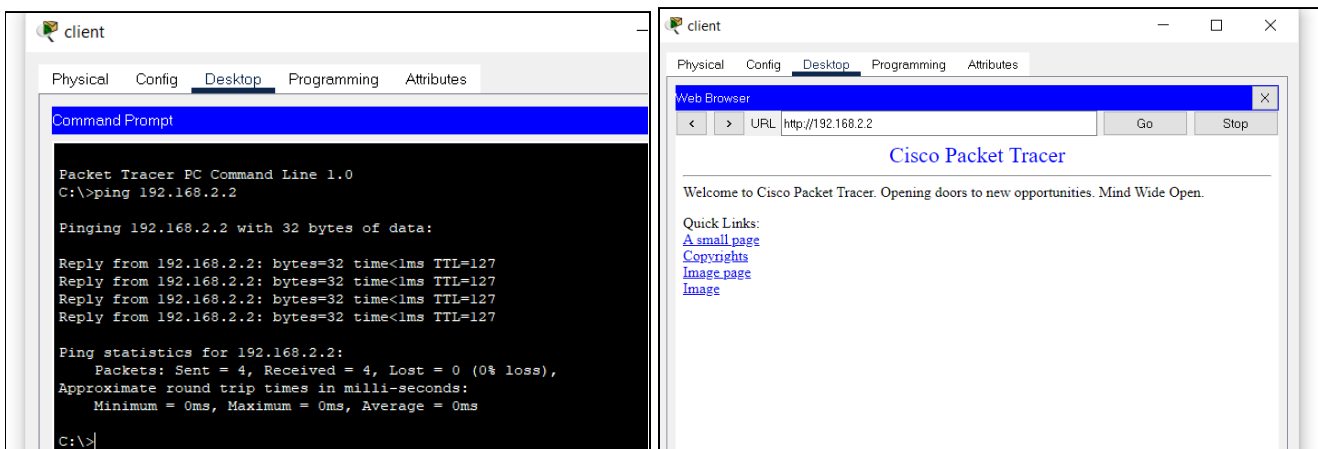 client
Physical Config Desktop Programming Attributes
Command Prompt
Packet Tracer PC Command Line 1.0
C:\>ping 192.168.2.2
Pinging 192.168.2.2 with 32 bytes of data:
Reply from 192.168.2.2: bytes=32 time<1ms TTL=127
Reply from 192.168.2.2: bytes=32 time<1ms TTL=127
Reply from 192.168.2.2: bytes=32 time<1ms TTL=127
Reply from 192.168.2.2: bytes=32 time<1ms TTL=127
Ping statistics for 192.168.2.2:
Packets: Sent = 4, Received = 4, Lost = 0 (0% loss),
Approximate round trip times in milli-seconds:
Minimum = 0ms, Maximum = 0ms, Average = 0ms
C:\>
client
Physical Config Desktop Programming Attributes
Web Browser X
< > URL http://192.168.2.2 Go Stop
Cisco Packet Tracer
Welcome to Cisco Packet Tracer. Opening doors to new opportunities. Mind Wide Open.
Quick Links:
A small page
Copyrights
Image page
Image